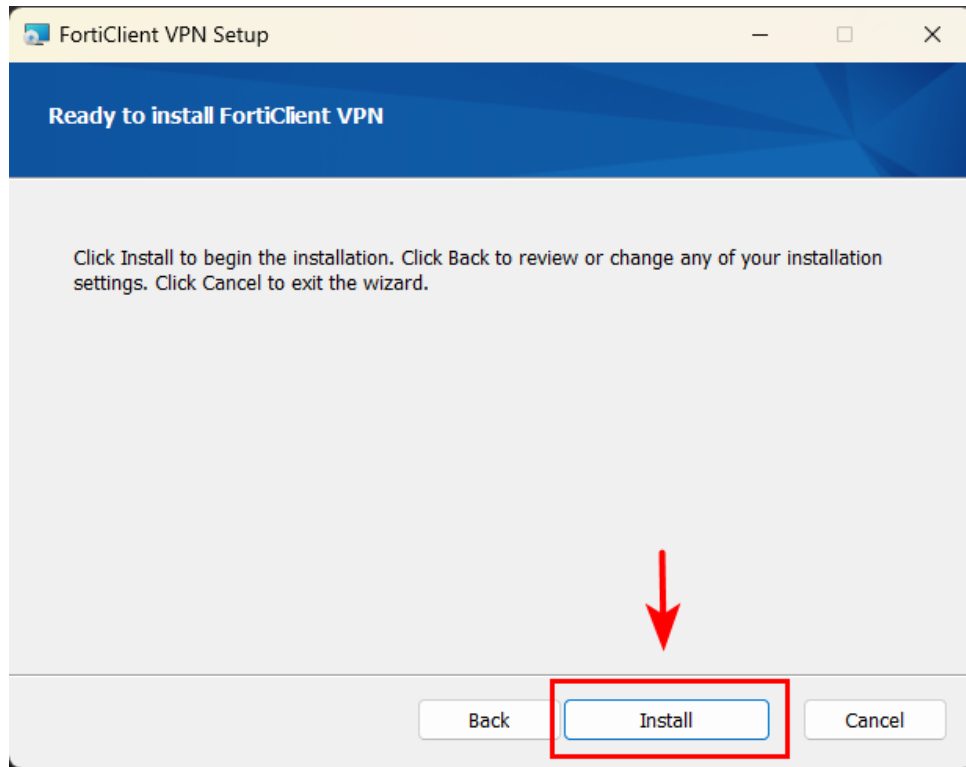 FortiClient VPN Setup
Ready to install FortiClient VPN
Click Install to begin the installation. Click Back to review or change any of your installation
settings. Click Cancel to exit the wizard.
Back Install Cancel